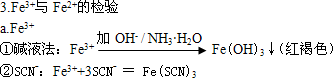 3.Fe³⁺与 Fe²⁺的检验
a.Fe³⁺
①碱液法：Fe³⁺ 加 OH⁻/NH₃·H₂O → Fe(OH)₃↓(红褐色)
②SCN⁻：Fe³⁺+3SCN⁻ = Fe(SCN)₃